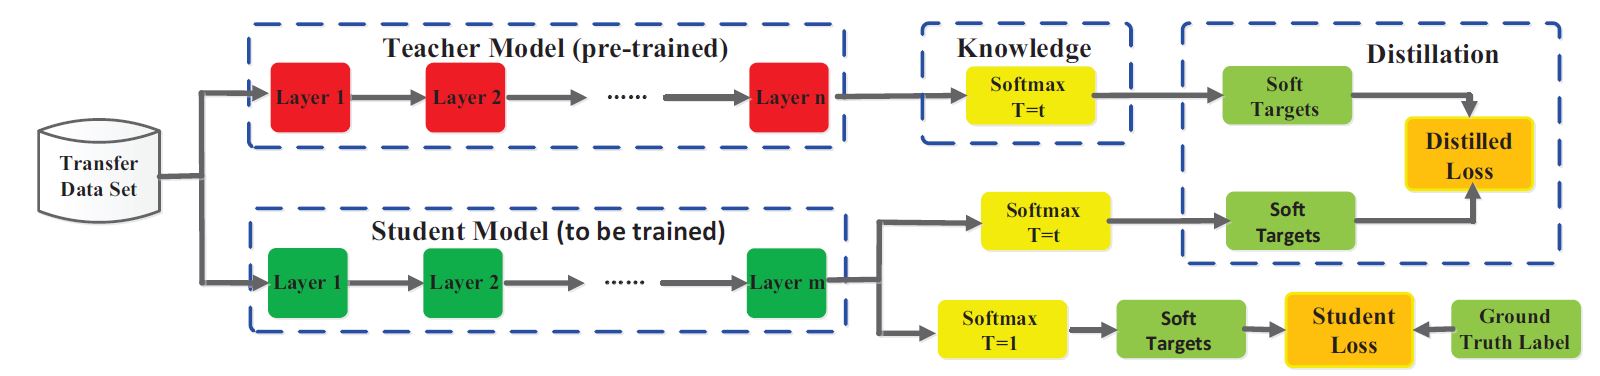 Teacher Model (pre-trained)
Layer 1
Layer 2
......
Layer n
Knowledge
Softmax
T=t
Distillation
Soft
Targets
Distilled
Loss
Transfer
Data Set
Student Model (to be trained)
Layer 1
Layer 2
......
Layer m
Softmax
T=t
Soft
Targets
Softmax
T=1
Soft
Targets
Student
Loss
Ground
Truth Label